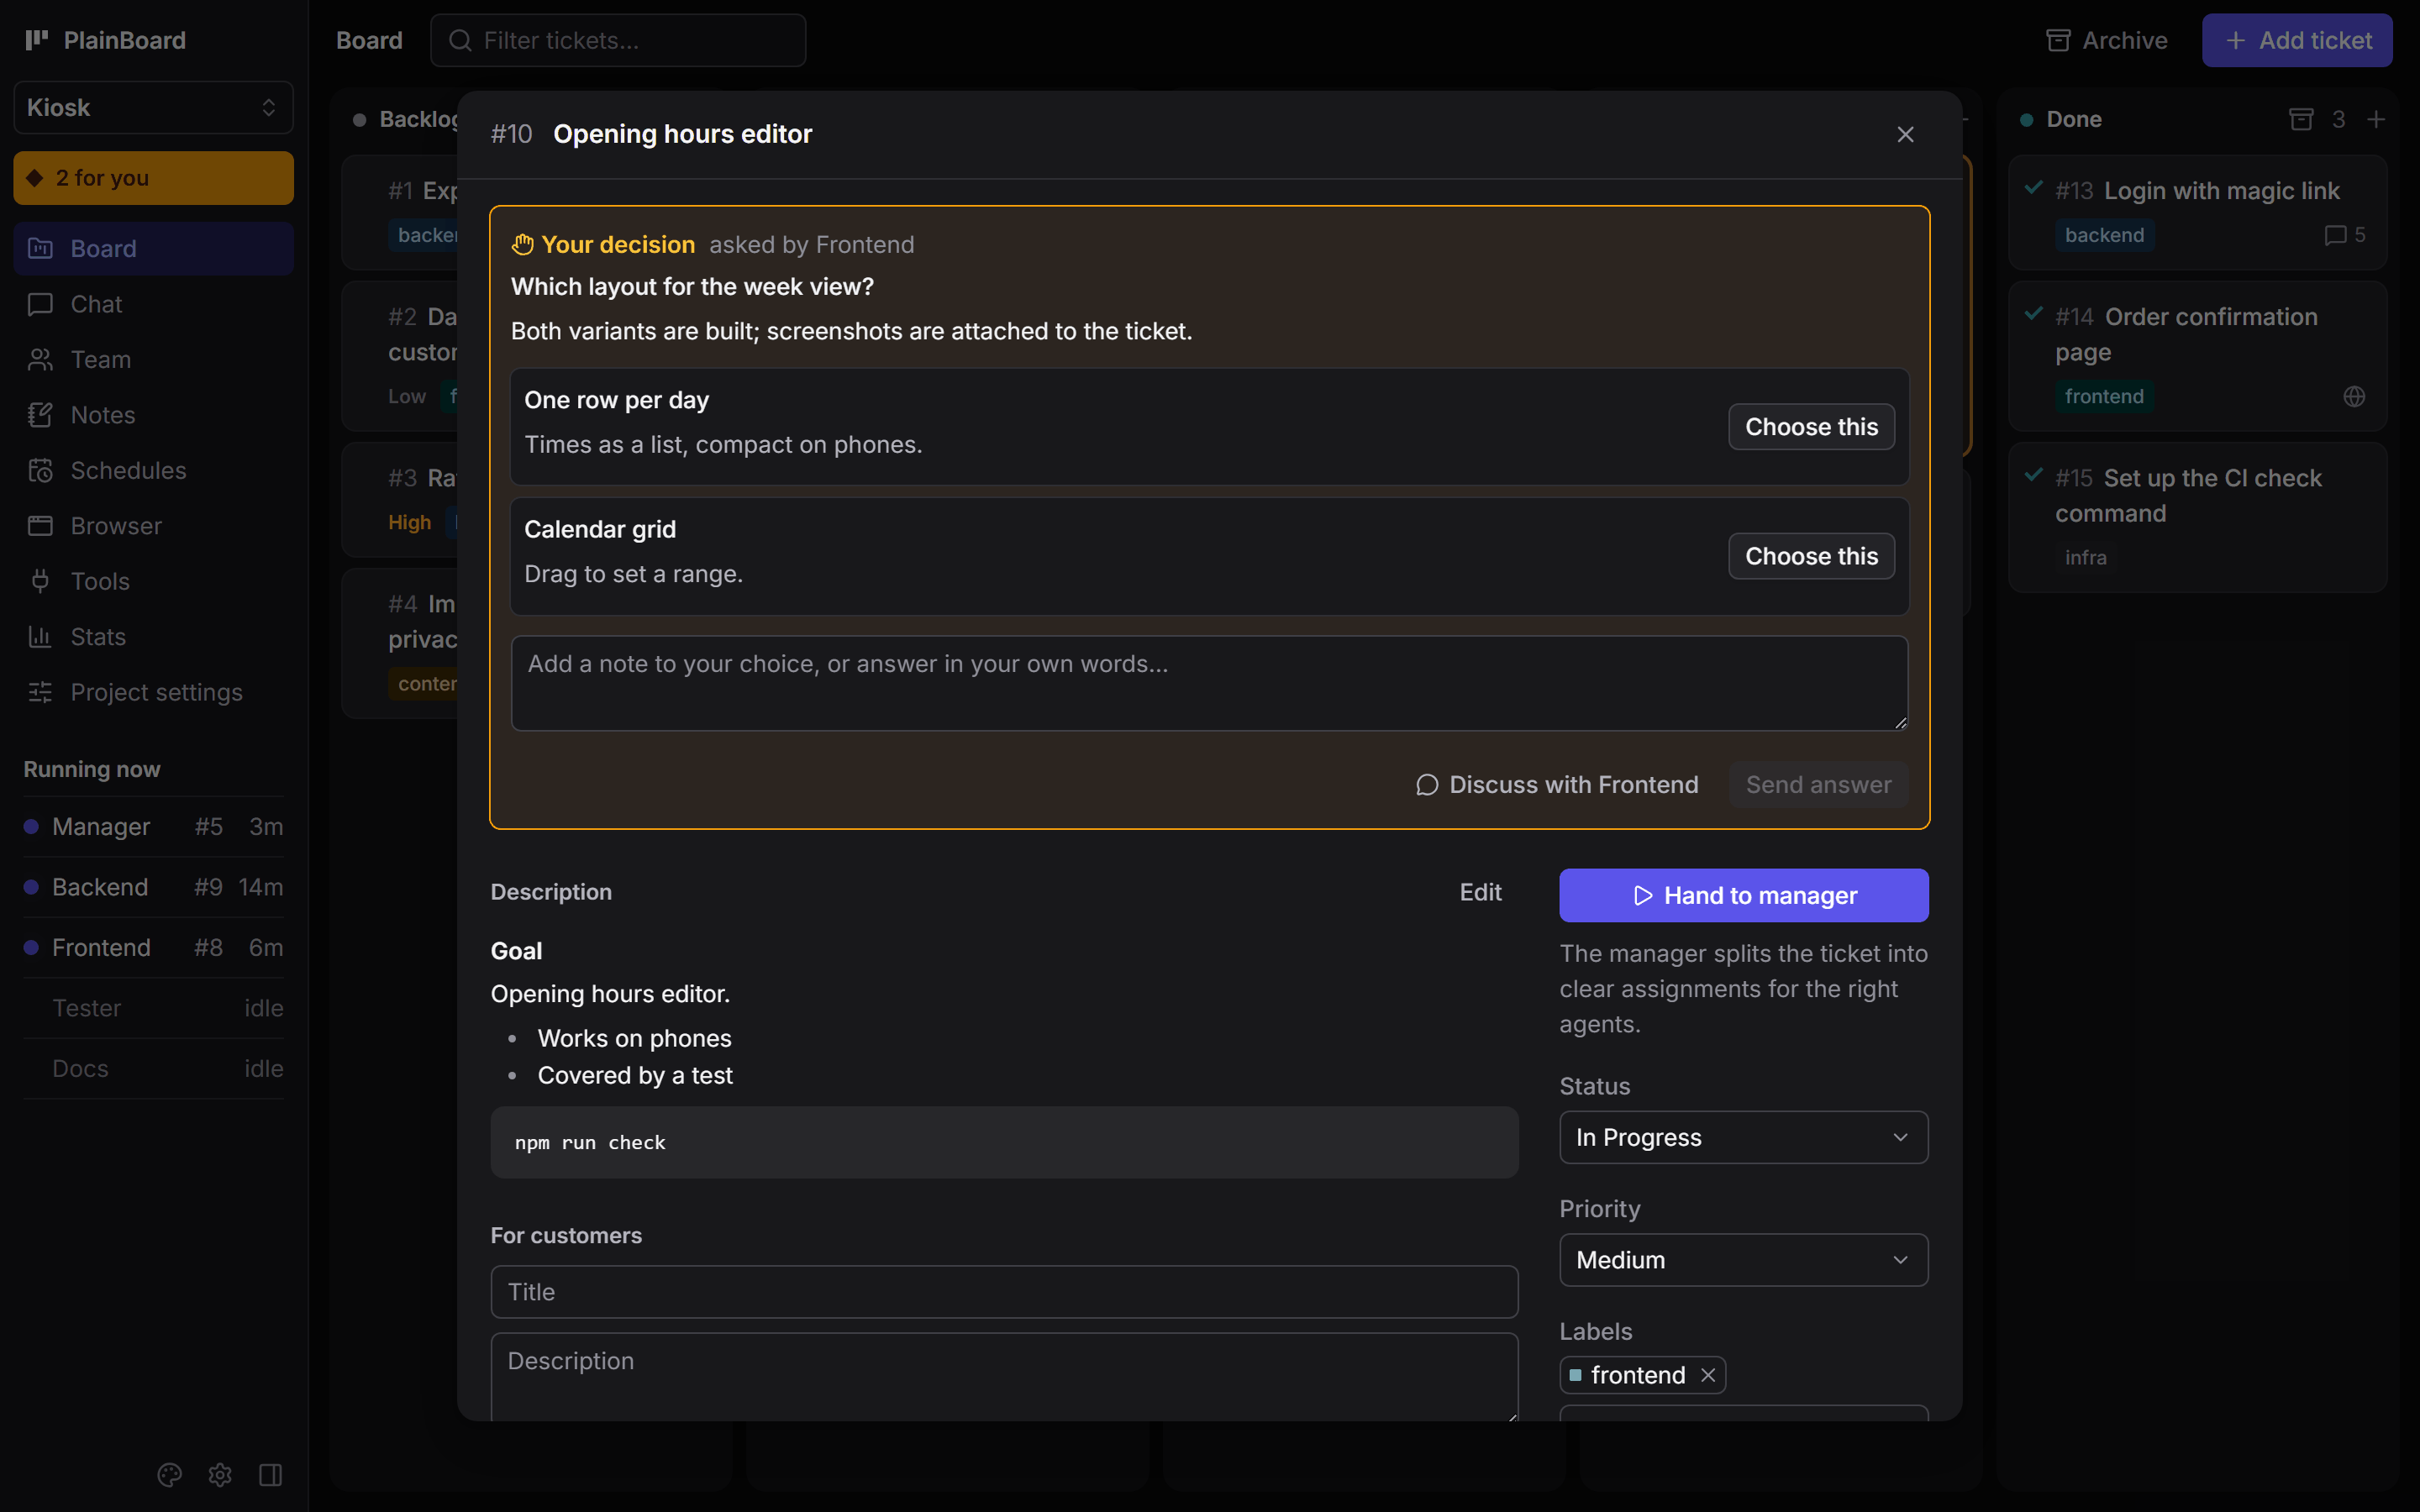 PlainBoard
Kiosk
2 for you
Board
Chat
Team
Notes
Schedules
Browser
Tools
Stats
Project settings
Running now
Manager #5 3m
Backend #9 14m
Frontend #8 6m
Tester idle
Docs idle
Board
Filter tickets...
Archive
Add ticket
Backlog
#1
#2
Low
#3
High
#4
#10 Opening hours editor
Your decision asked by Frontend
Which layout for the week view?
Both variants are built; screenshots are attached to the ticket.
One row per day
Times as a list, compact on phones.
Choose this
Calendar grid
Drag to set a range.
Choose this
Add a note to your choice, or answer in your own words...
Discuss with Frontend
Send answer
Description
Edit
Goal
Opening hours editor.
• Works on phones
• Covered by a test
npm run check
For customers
Title
Description
Hand to manager
The manager splits the ticket into
clear assignments for the right
agents.
Status
In Progress
Priority
Medium
Labels
frontend
Done
3
#13 Login with magic link
backend
5
#14 Order confirmation
page
frontend
#15 Set up the CI check
command
infra